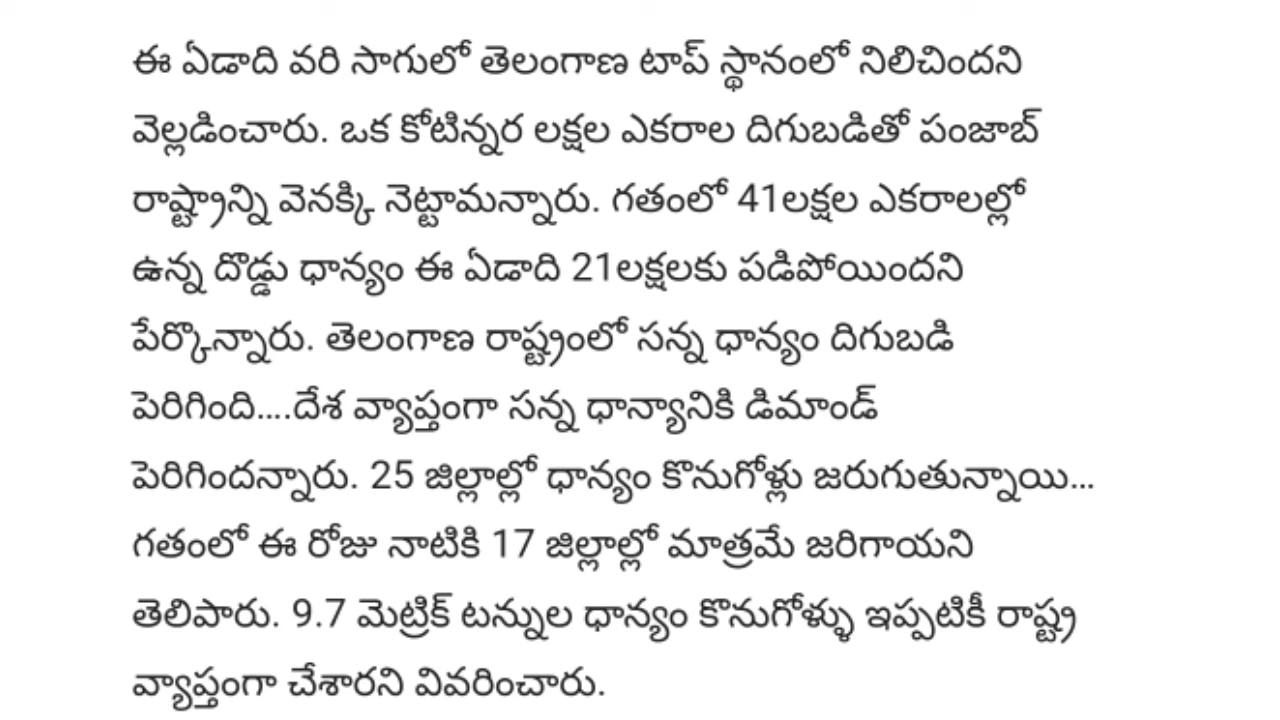 ఈ ఏడాది వరి సాగులో తెలంగాణ టాప్ స్థానంలో నిలిచిందని
వెల్లడించారు. ఒక కోటిన్నర లక్షల ఎకరాల దిగుబడితో పంజాబ్
రాష్ట్రాన్ని వెనక్కి నెట్టామన్నారు. గతంలో 41లక్షల ఎకరాలల్లో
ఉన్న దొడ్డు ధాన్యం ఈ ఏడాది 21లక్షలకు పడిపోయిందని
పేర్కొన్నారు. తెలంగాణ రాష్ట్రంలో సన్న ధాన్యం దిగుబడి
పెరిగింది....దేశ వ్యాప్తంగా సన్న ధాన్యానికి డిమాండ్
పెరిగిందన్నారు. 25 జిల్లాల్లో ధాన్యం కొనుగోళ్లు జరుగుతున్నాయి...
గతంలో ఈ రోజు నాటికి 17 జిల్లాల్లో మాత్రమే జరిగాయని
తెలిపారు. 9.7 మెట్రిక్ టన్నుల ధాన్యం కొనుగోళ్ళు ఇప్పటికీ రాష్ట్ర
వ్యాప్తంగా చేశారని వివరించారు.